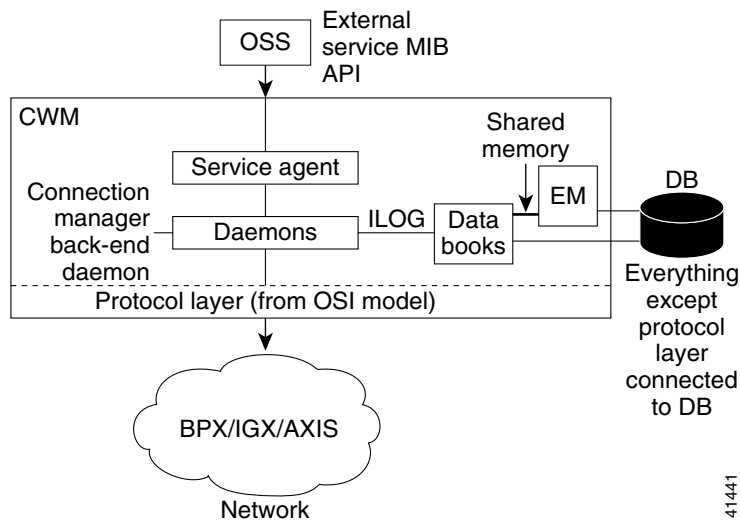 OSS
External
service MIB
API
CWM
Service agent
Shared
memory
EM
DB
Connection
manager
back-end
daemon
Daemons
ILOG
Data
books
Everything
except
protocol
layer
connected
to DB
Protocol layer (from OSI model)
BPX/IGX/AXIS
Network
41441